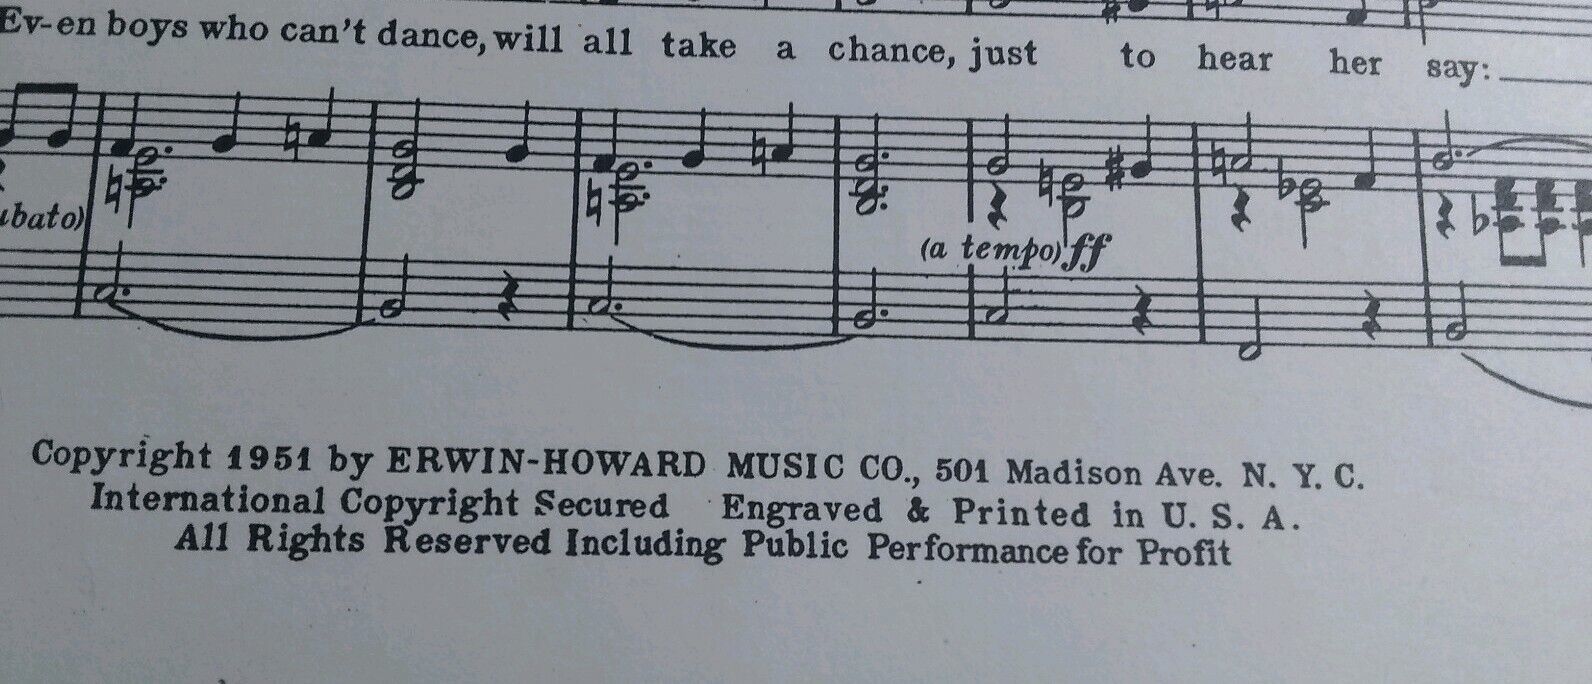 Ev-en boys who can't dance, will all take a chance, just to hear her say:
ubato)
(a tempo) ff
Copyright 1951 by ERWIN-HOWARD MUSIC CO., 501 Madison Ave. N. Y. C.
International Copyright Secured Engraved & Printed in U. S. A.
All Rights Reserved Including Public Performance for Profit